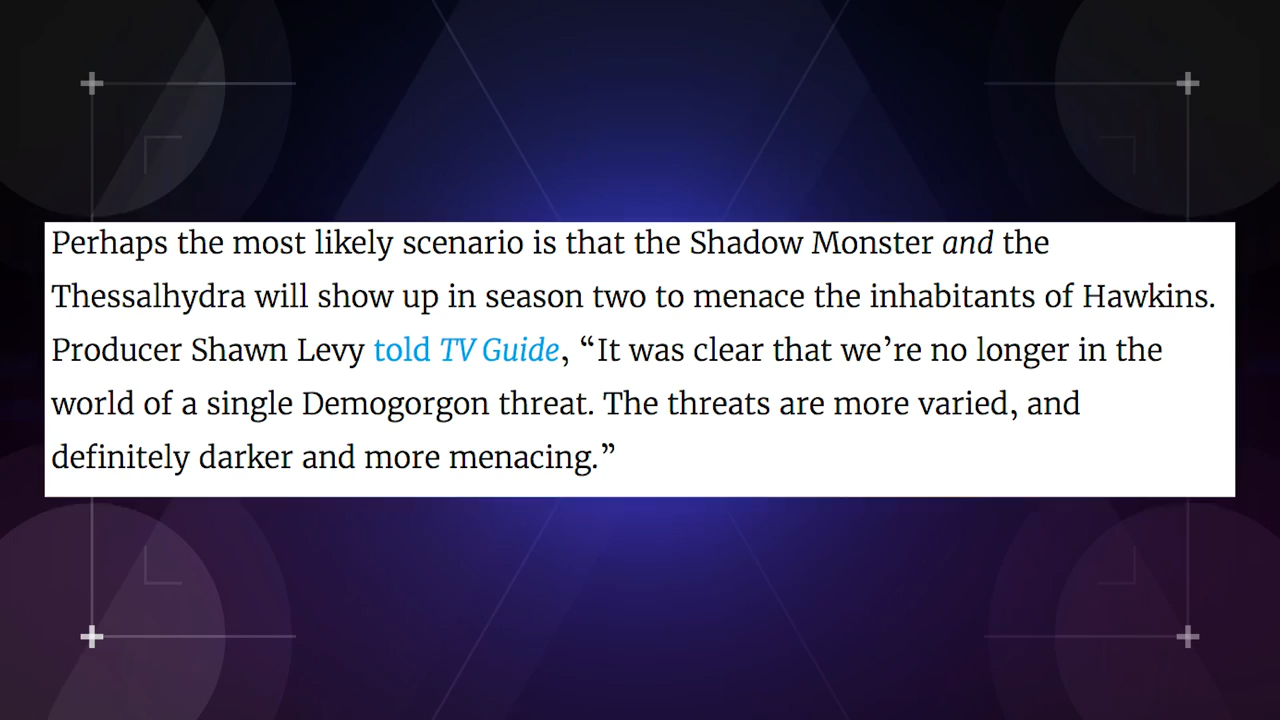 Perhaps the most likely scenario is that the Shadow Monster and the
Thessalhydra will show up in season two to menace the inhabitants of Hawkins.
Producer Shawn Levy told TV Guide, “It was clear that we’re no longer in the
world of a single Demogorgon threat. The threats are more varied, and
definitely darker and more menacing.”